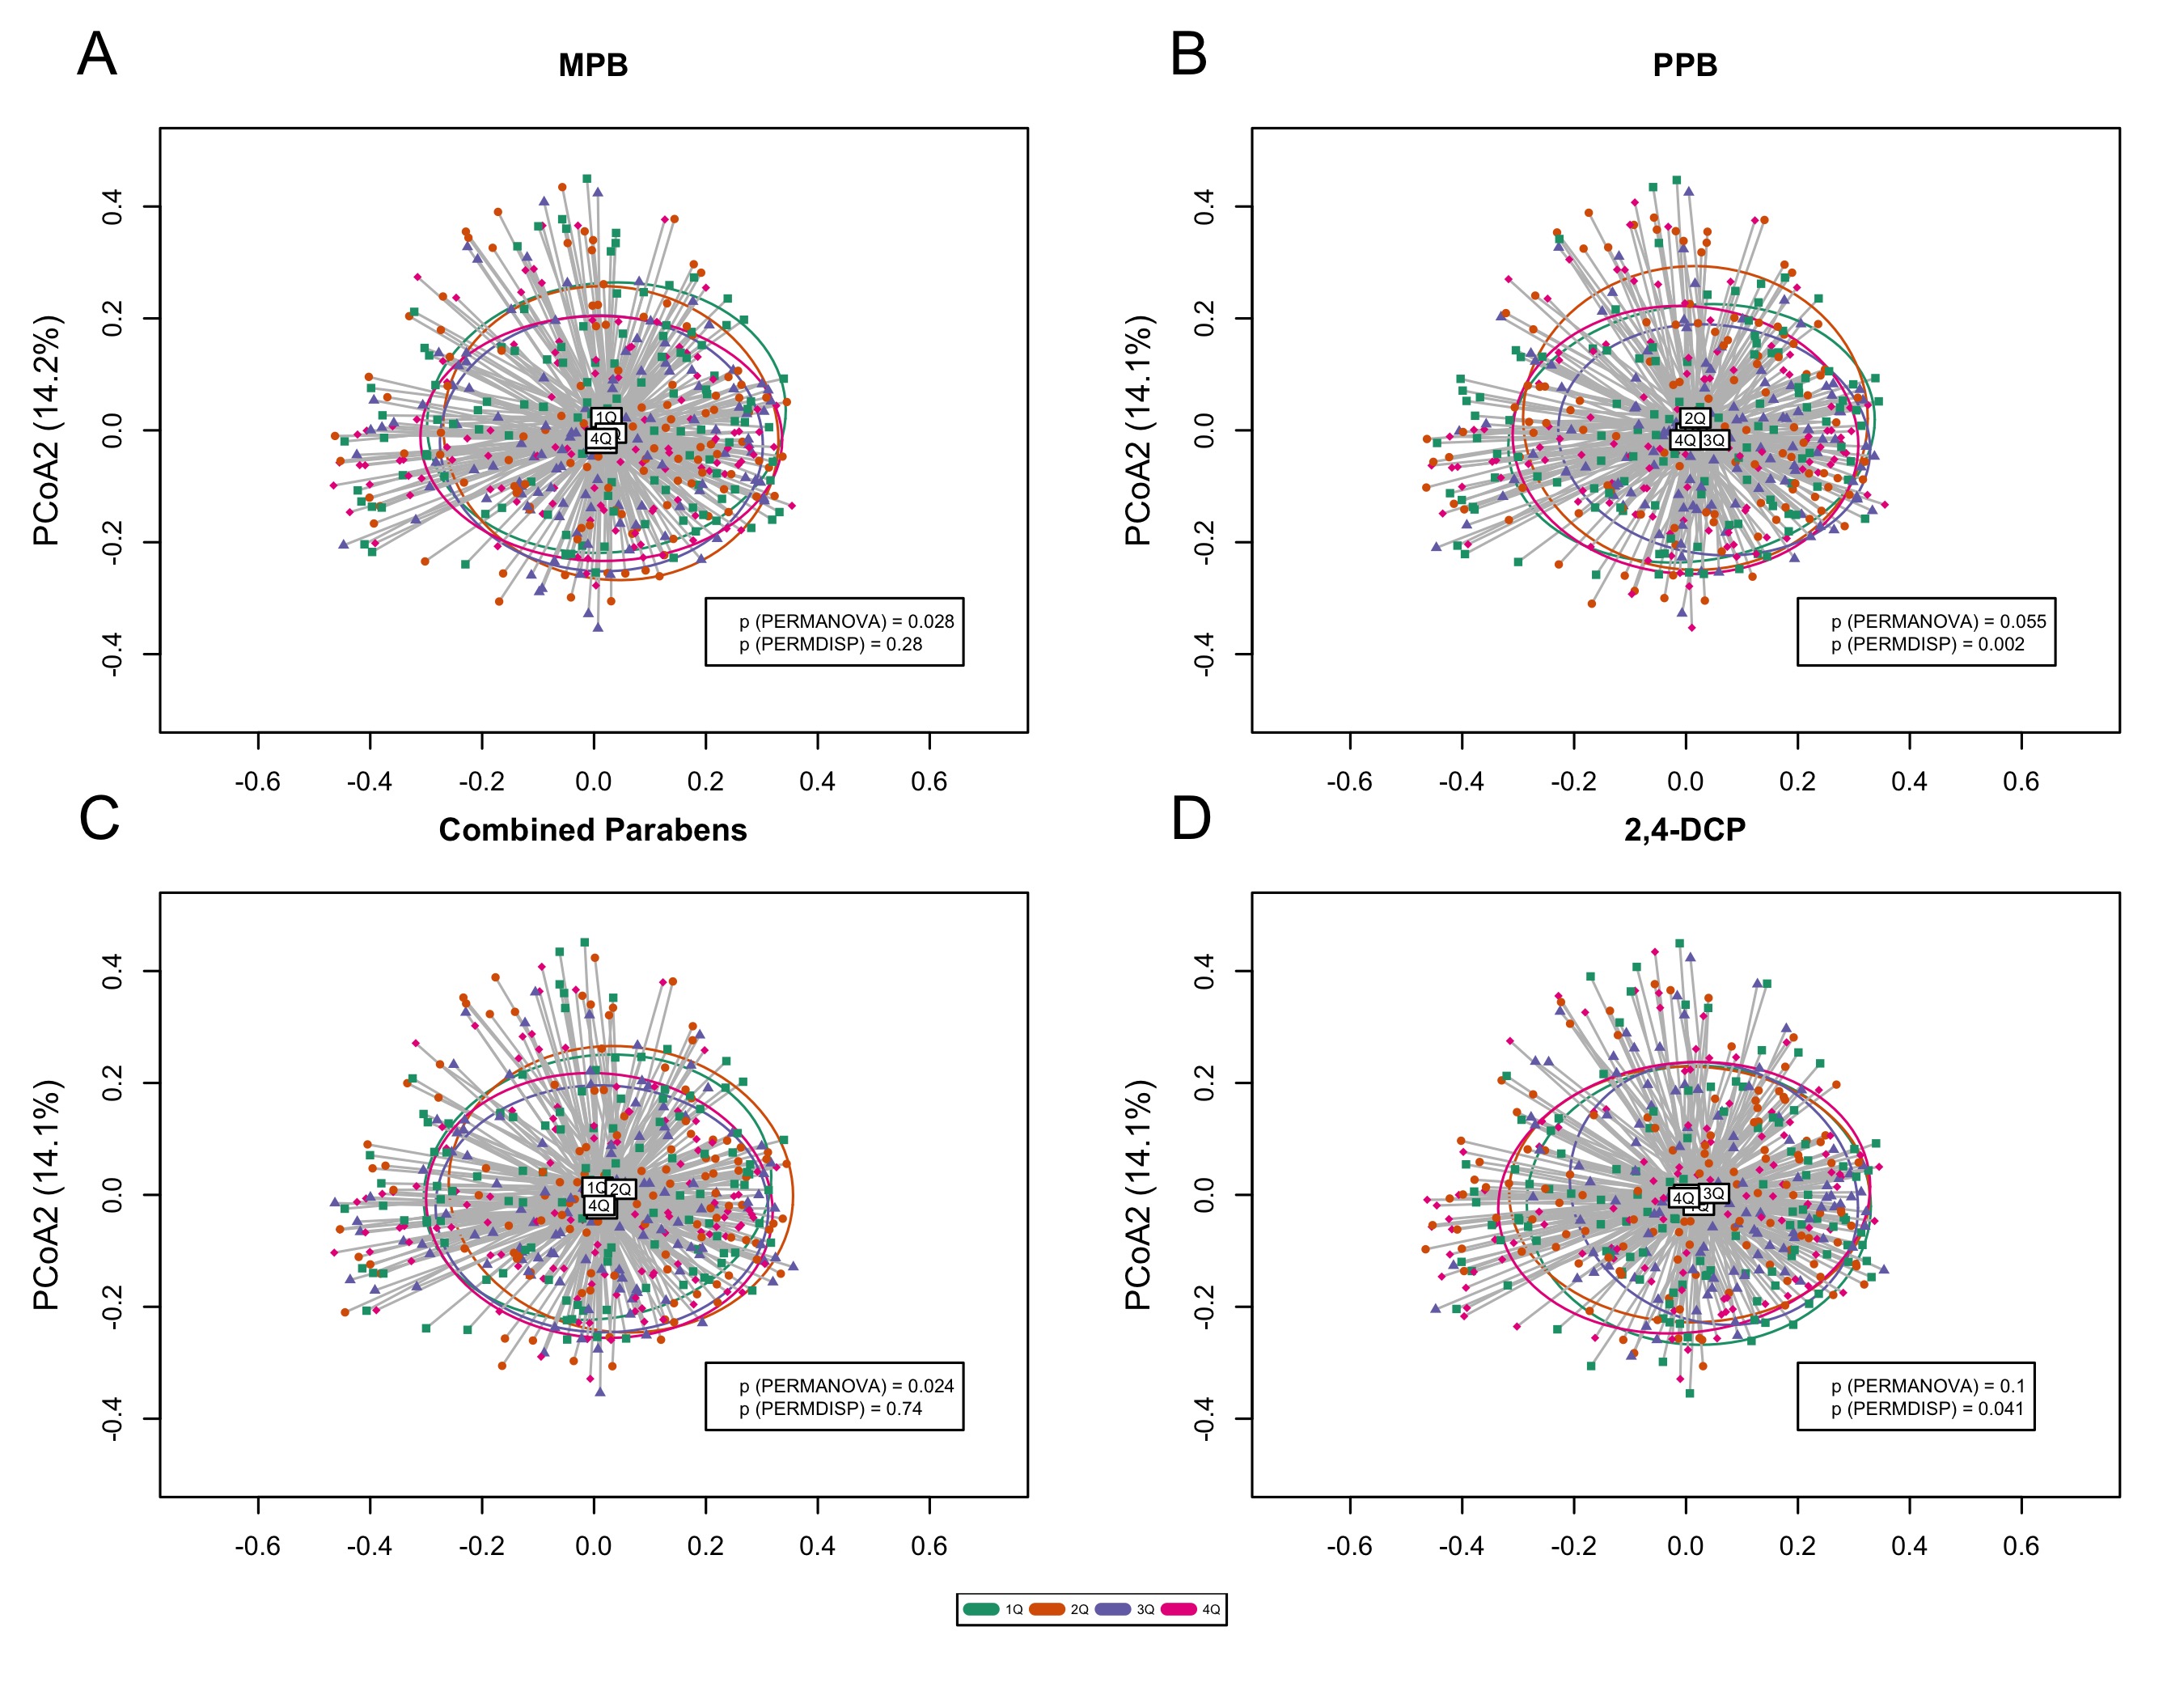 A
MPB
PCoA2 (14.2%)
0.4
0.2
0.0
-0.2
-0.4
1Q
4Q
p (PERMANOVA) = 0.028
p (PERMDISP) = 0.28
-0.6 -0.4 -0.2 0.0 0.2 0.4 0.6
B
PPB
PCoA2 (14.1%)
0.4
0.2
0.0
-0.2
-0.4
2Q
4Q 3Q
p (PERMANOVA) = 0.055
p (PERMDISP) = 0.002
-0.6 -0.4 -0.2 0.0 0.2 0.4 0.6
C
Combined Parabens
PCoA2 (14.1%)
0.4
0.2
0.0
-0.2
-0.4
1Q 2Q
4Q
p (PERMANOVA) = 0.024
p (PERMDISP) = 0.74
-0.6 -0.4 -0.2 0.0 0.2 0.4 0.6
D
2,4-DCP
PCoA2 (14.1%)
0.4
0.2
0.0
-0.2
-0.4
4Q 3Q
p (PERMANOVA) = 0.1
p (PERMDISP) = 0.041
-0.6 -0.4 -0.2 0.0 0.2 0.4 0.6
1Q 2Q 3Q 4Q